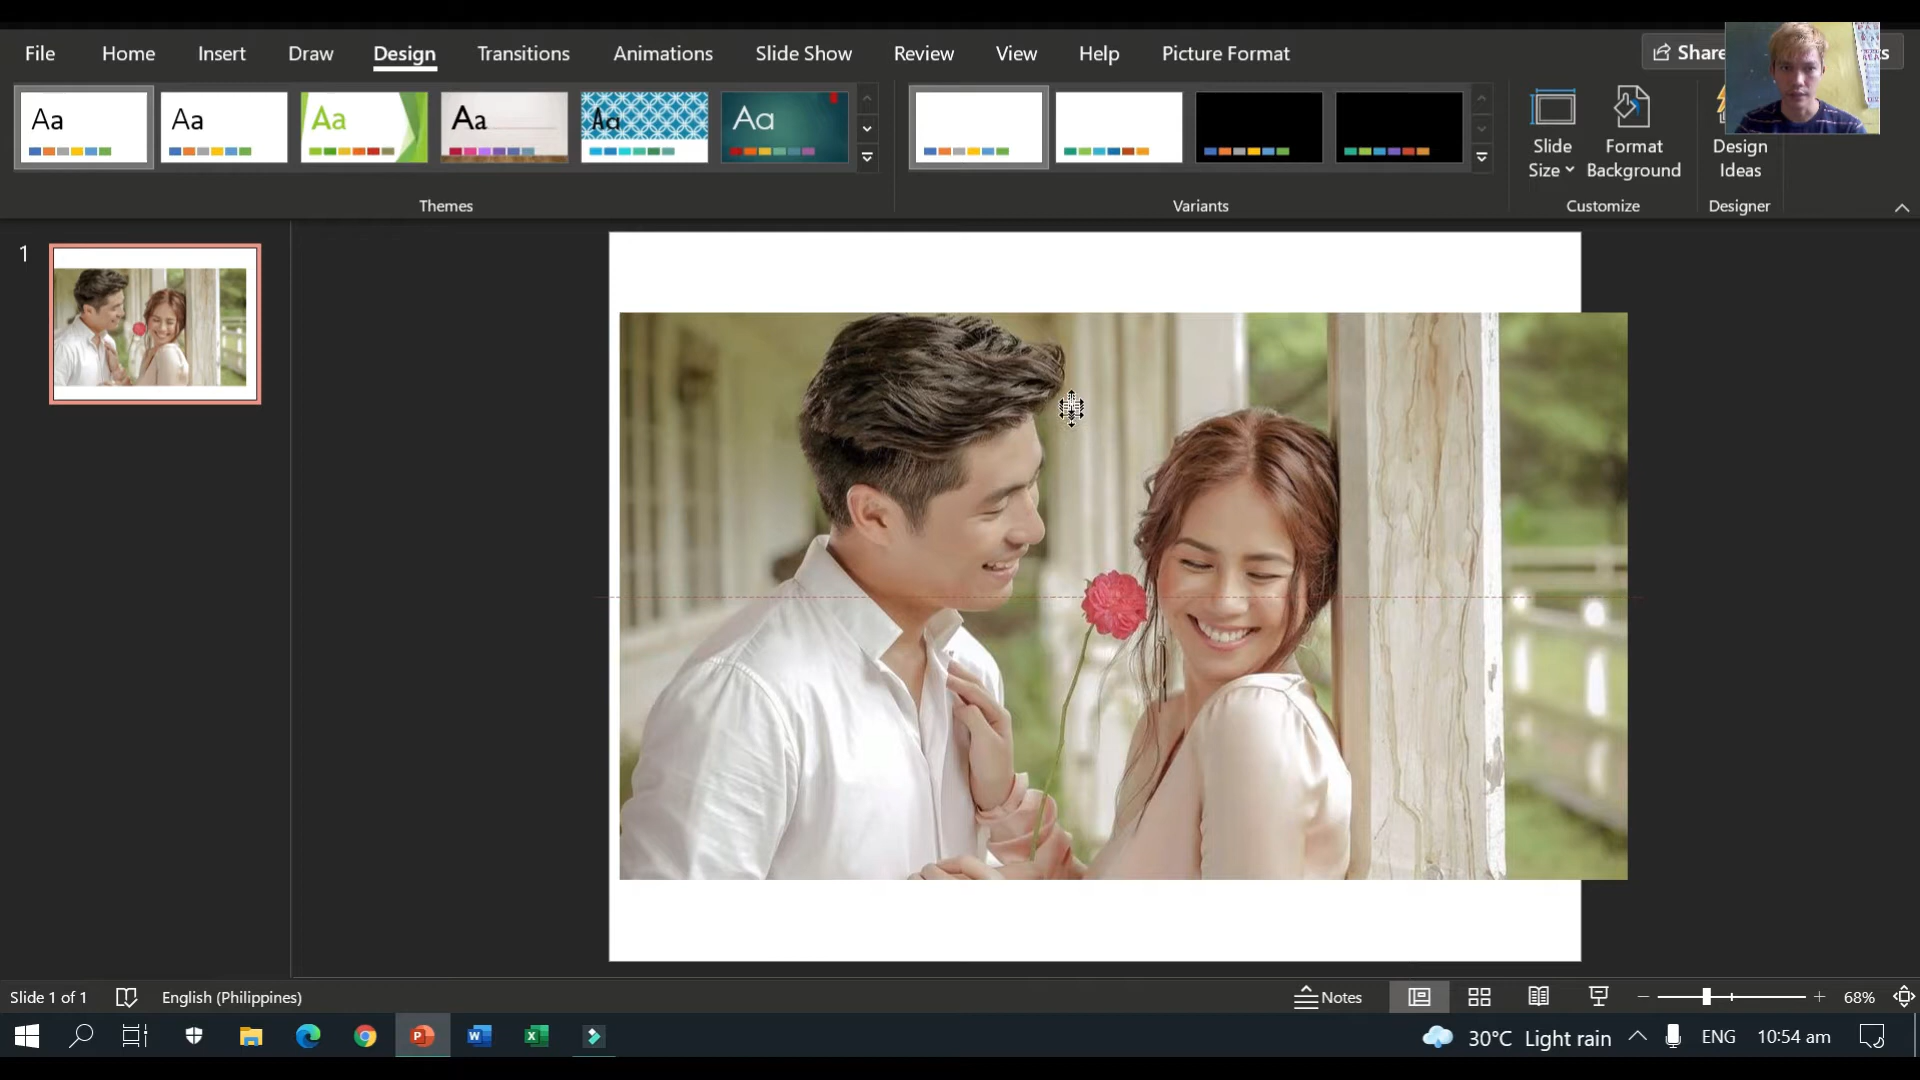 File Home Insert Draw Design Transitions Animations Slide Show Review View Help Picture Format Share
Aa Aa Aa Aa Aa Aa
Slide Size Format Background Design Ideas
Themes Variants Customize Designer
1
Slide 1 of 1 English (Philippines) Notes 68%
30°C Light rain ENG 10:54 am